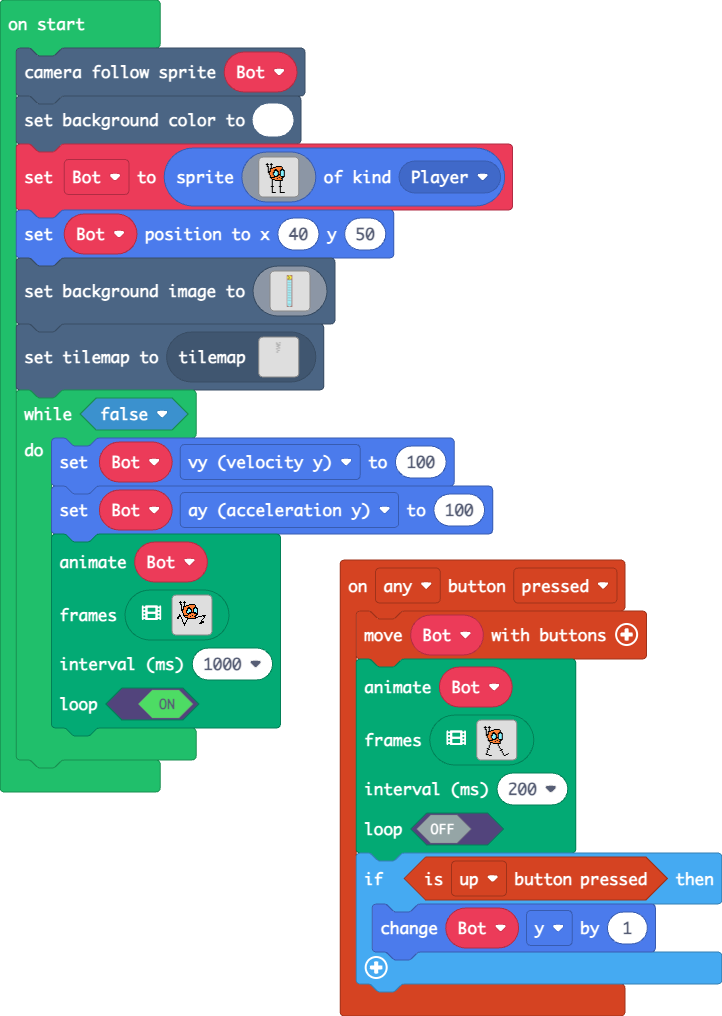 on start
camera follow sprite Bot
set background color to
set Bot to sprite of kind Player
set Bot position to x 40 y 50
set background image to
set tilemap to tilemap
while false
do
set Bot vy (velocity y) to 100
set Bot ay (acceleration y) to 100
animate Bot
frames
interval (ms) 1000
loop ON
on any button pressed
move Bot with buttons
animate Bot
frames
interval (ms) 200
loop OFF
if is up button pressed then
change Bot y by 1